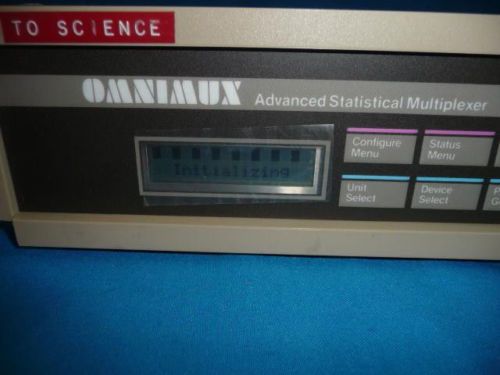 TO SCIENCE
OMNIMUX Advanced Statistical Multiplexer
Configure Menu
Status Menu
Initializing
Unit Select
Device Select